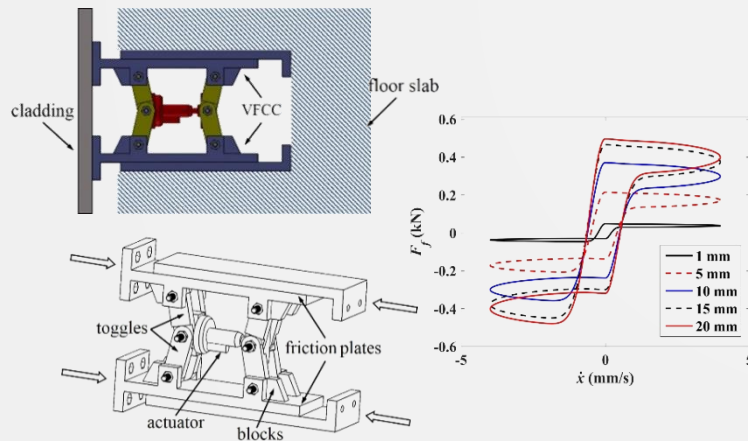 cladding
VFCC
floor slab
toggles
actuator
blocks
friction plates
0.6
0.4
0.2
0
-0.2
-0.4
-0.6
F_f (kN)
-5
0
5
ẋ (mm/s)
1 mm
5 mm
10 mm
15 mm
20 mm